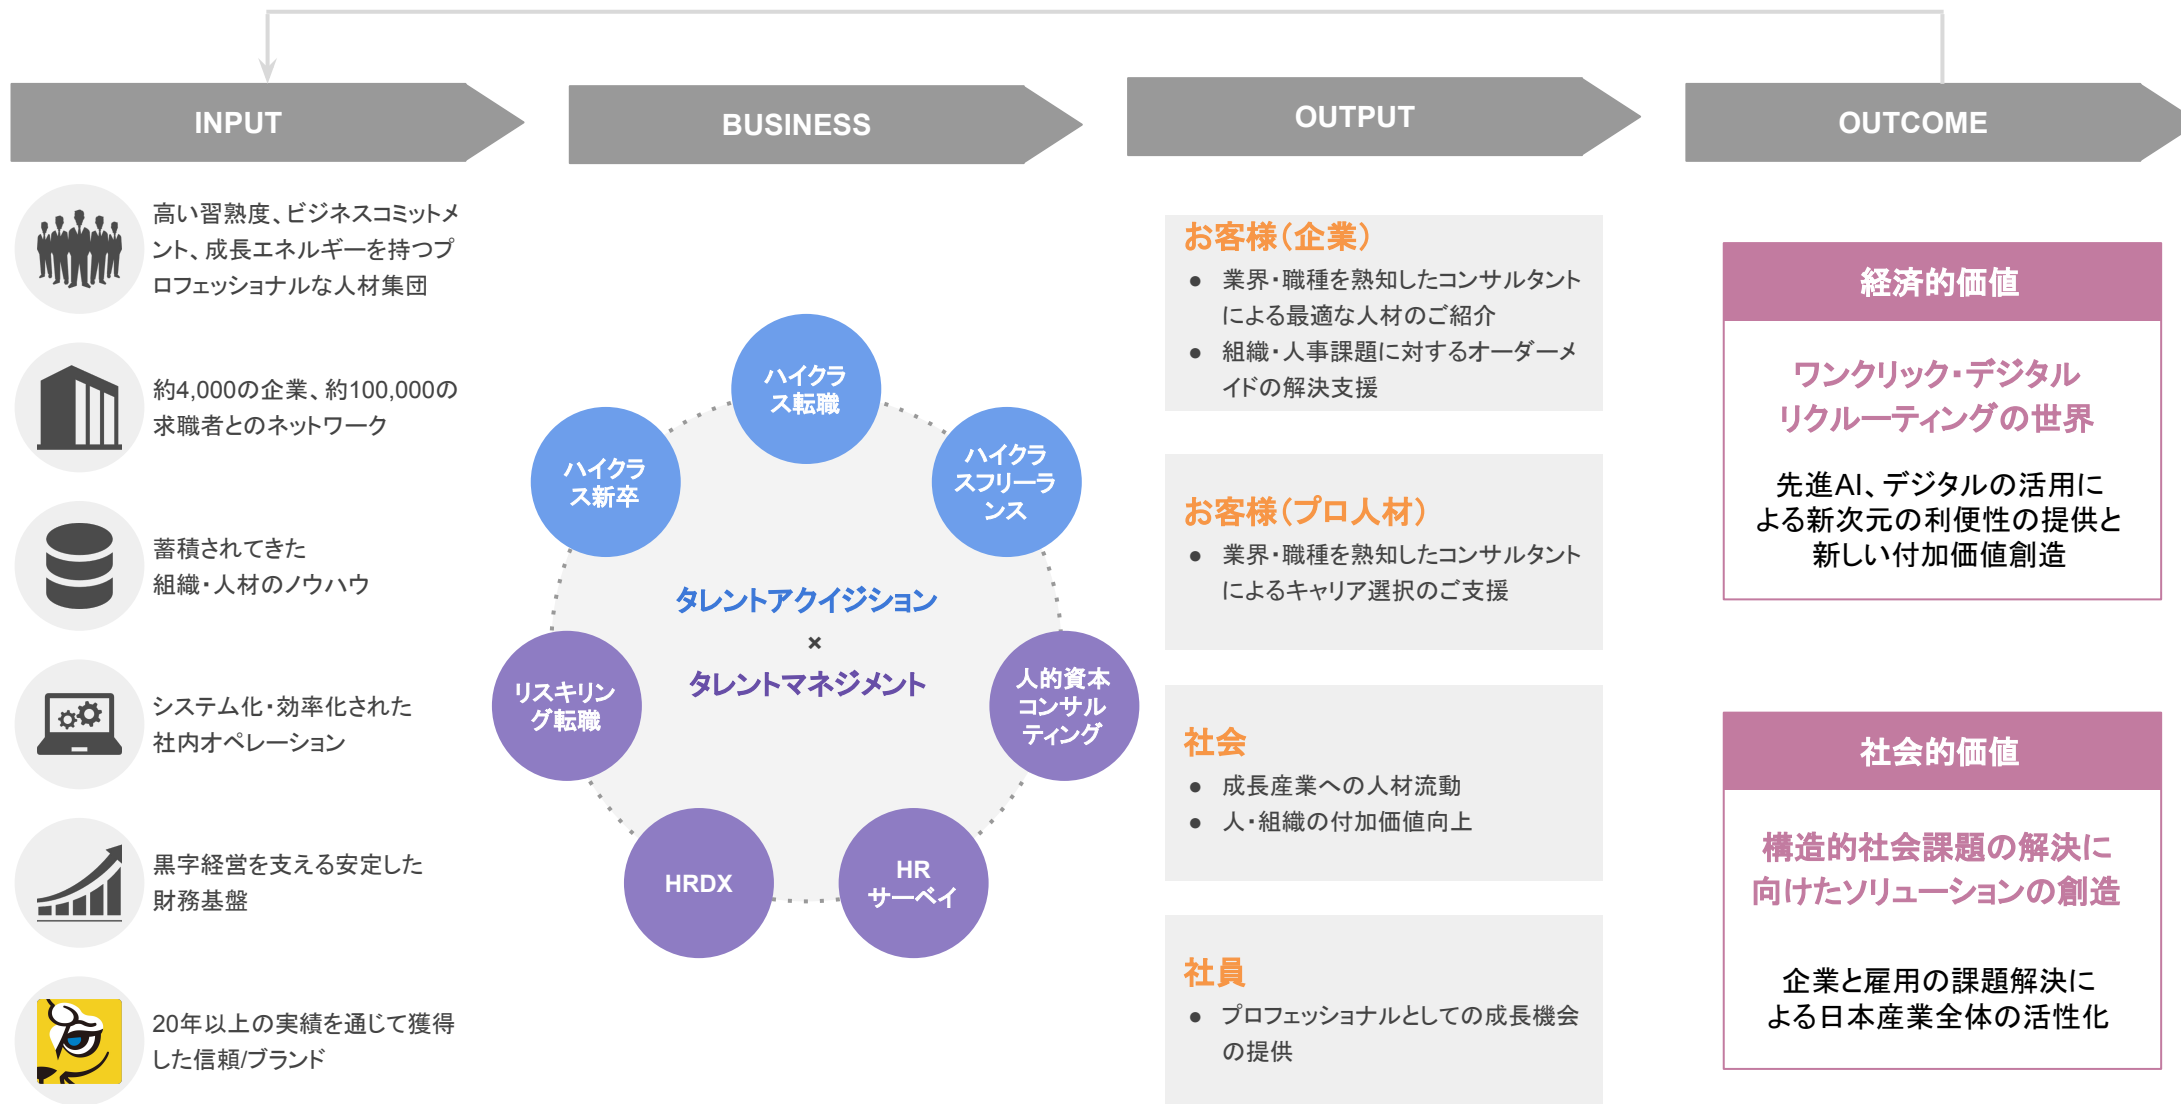 INPUT
BUSINESS
OUTPUT
OUTCOME
高い習熟度、ビジネスコミットメ
ント、成長エネルギーを持つプ
ロフェッショナルな人材集団
約4,000の企業、約100,000の
求職者とのネットワーク
蓄積されてきた
組織・人材のノウハウ
システム化・効率化された
社内オペレーション
黒字経営を支える安定した
財務基盤
20年以上の実績を通じて獲得
した信頼/ブランド
ハイクラ
ス転職
ハイクラ
ス新卒
ハイクラ
スフリーラ
ンス
タレントアクイジション
×
タレントマネジメント
リスキリン
グ転職
人的資本
コンサル
ティング
HRDX
HR
サーベイ
お客様（企業）
● 業界・職種を熟知したコンサルタント
による最適な人材のご紹介
● 組織・人事課題に対するオーダーメ
イドの解決支援
お客様（プロ人材）
● 業界・職種を熟知したコンサルタント
によるキャリア選択のご支援
社会
● 成長産業への人材流動
● 人・組織の付加価値向上
社員
● プロフェッショナルとしての成長機会
の提供
経済的価値
ワンクリック・デジタル
リクルーティングの世界
先進AI、デジタルの活用に
よる新次元の利便性の提供と
新しい付加価値創造
社会的価値
構造的社会課題の解決に
向けたソリューションの創造
企業と雇用の課題解決に
よる日本産業全体の活性化